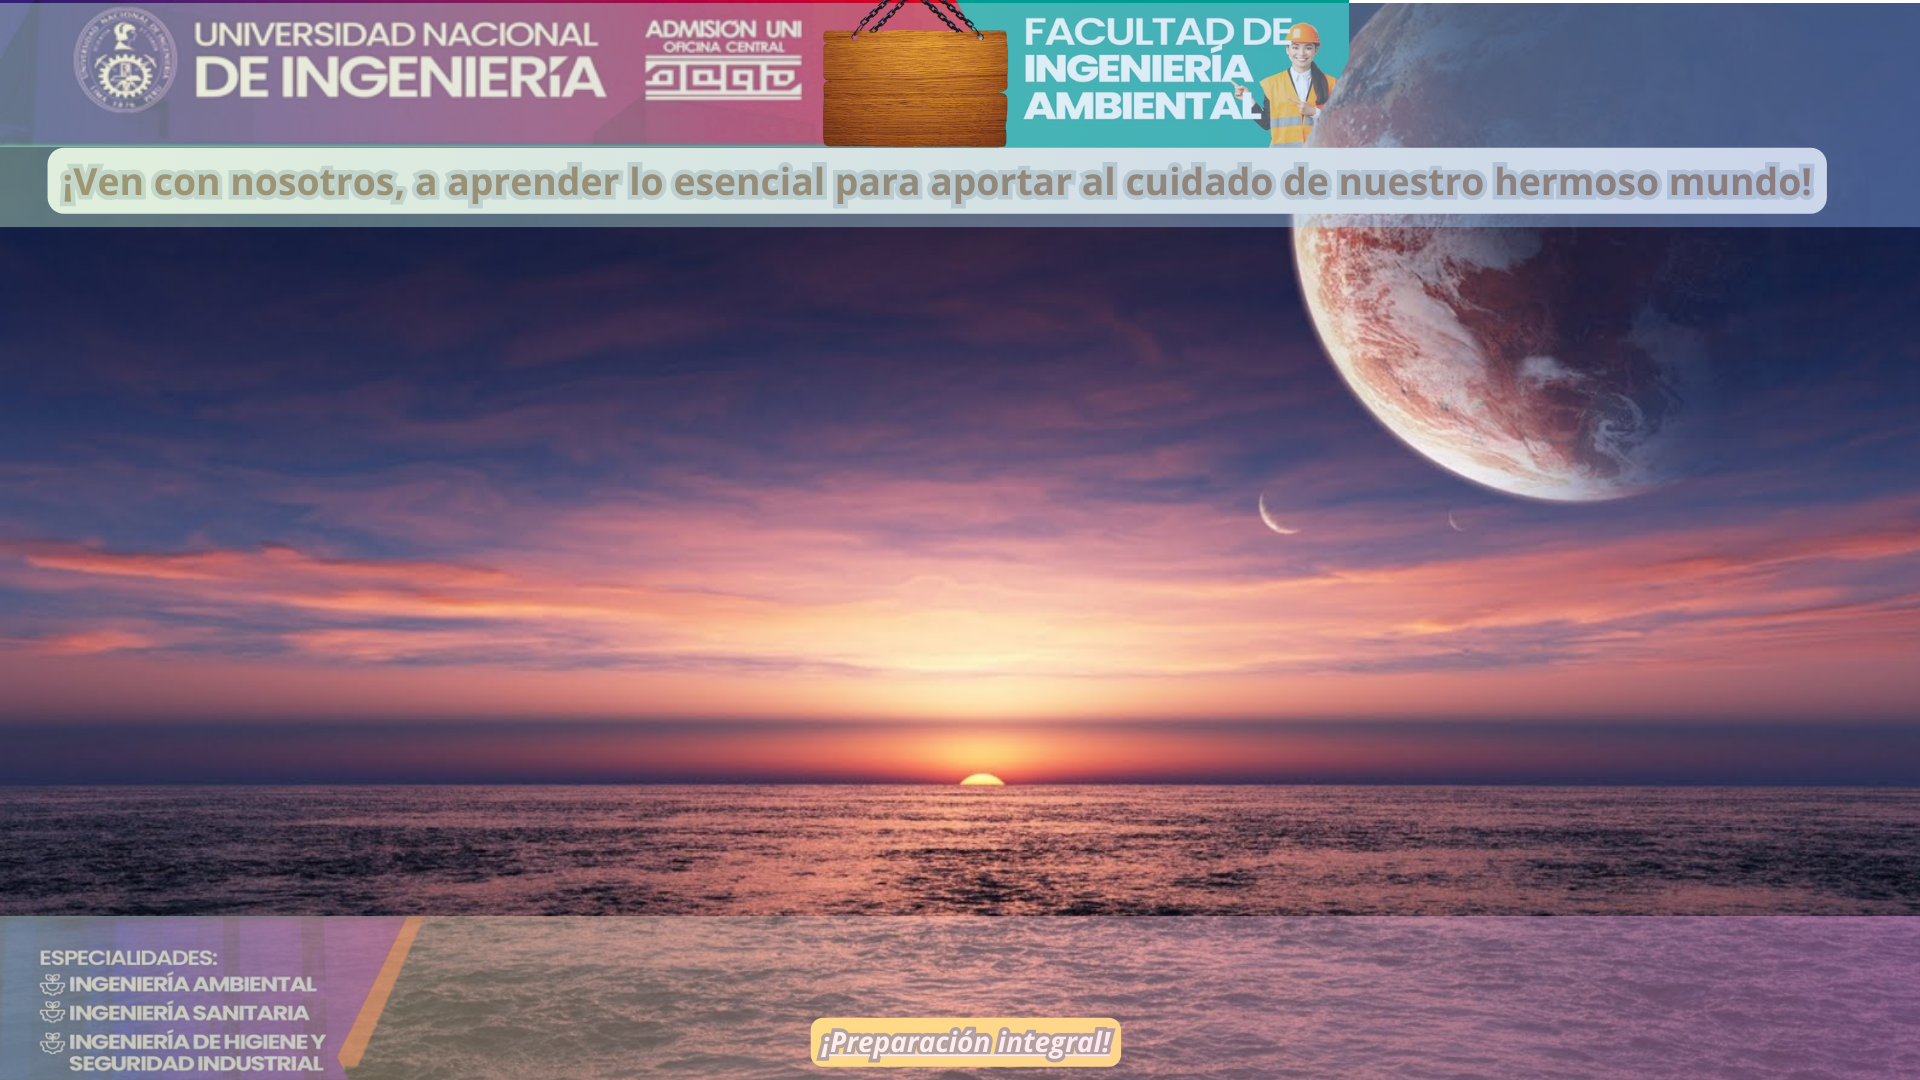 UNIVERSIDAD NACIONAL
DE INGENIERÍA
ADMISIÓN UNI
OFICINA CENTRAL
FACULTAD DE
INGENIERÍA
AMBIENTAL
¡Ven con nosotros, a aprender lo esencial para aportar al cuidado de nuestro hermoso mundo!
ESPECIALIDADES:
INGENIERÍA AMBIENTAL
INGENIERÍA SANITARIA
INGENIERÍA DE HIGIENE Y
SEGURIDAD INDUSTRIAL
¡Preparación integral!